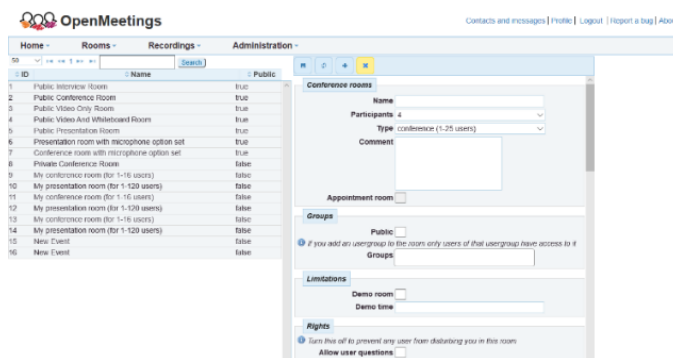 OpenMeetings
Contacts and messages | Profile | Logout | Report a bug | Abou
Home Rooms Recordings Administration
50 1 Search
ID Name Public
1 Public Interview Room true
2 Public Conference Room true
3 Public Video Only Room true
4 Public Video And Whiteboard Room true
5 Public Presentation Room true
6 Presentation room with microphone option set true
7 Conference room with microphone option set true
8 Private Conference Room false
9 My conference room (for 1-16 users) false
10 My presentation room (for 1-120 users) false
11 My conference room (for 1-16 users) false
12 My presentation room (for 1-120 users) false
13 My conference room (for 1-16 users) false
14 My presentation room (for 1-120 users) false
15 New Event false
16 New Event false
Conference rooms
Name
Participants 4
Type conference (1-25 users)
Comment
Appointment room
Groups
Public
If you add an usergroup to the room only users of that usergroup have access to it
Groups
Limitations
Demo room
Demo time
Rights
Turn this off to prevent any user from disturbing you in this room
Allow user questions